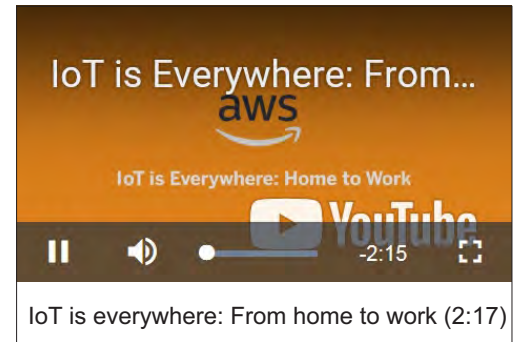 IoT is Everywhere: From...
aws
IoT is Everywhere: Home to Work
YouTube
-2:15
IoT is everywhere: From home to work (2:17)